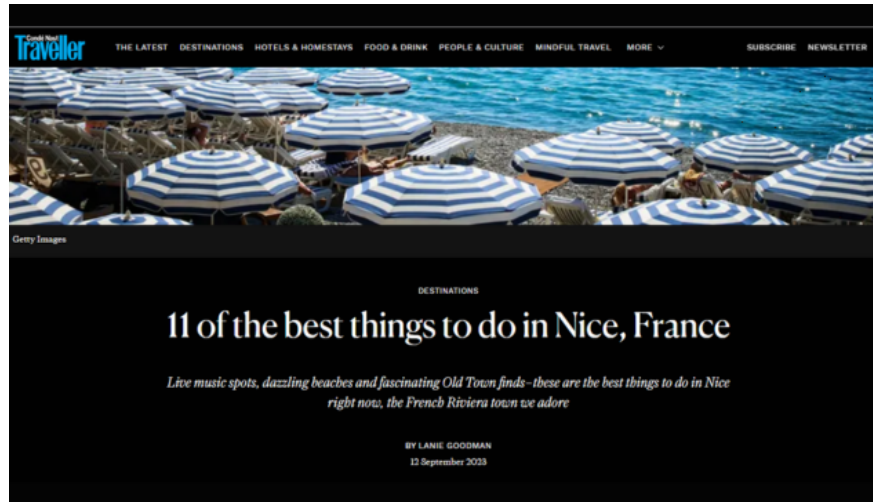 Condé Nast
Traveller
THE LATEST DESTINATIONS HOTELS & HOMESTAYS FOOD & DRINK PEOPLE & CULTURE MINDFUL TRAVEL MORE SUBSCRIBE NEWSLETTER
Getty Images
DESTINATIONS
11 of the best things to do in Nice, France
Live music spots, dazzling beaches and fascinating Old Town finds–these are the best things to do in Nice
right now, the French Riviera town we adore
BY LANIE GOODMAN
12 September 2023